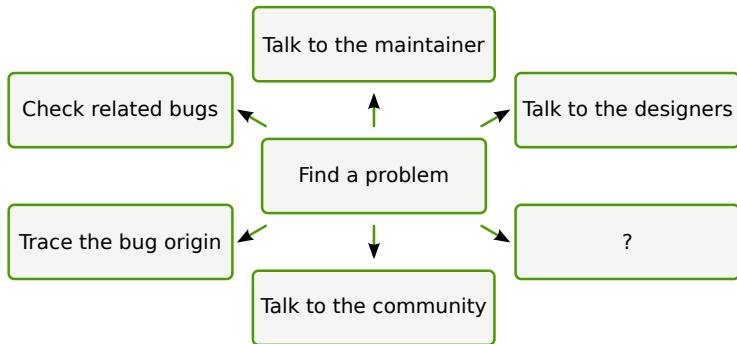 Talk to the maintainer
Check related bugs
Talk to the designers
Find a problem
Trace the bug origin
?
Talk to the community